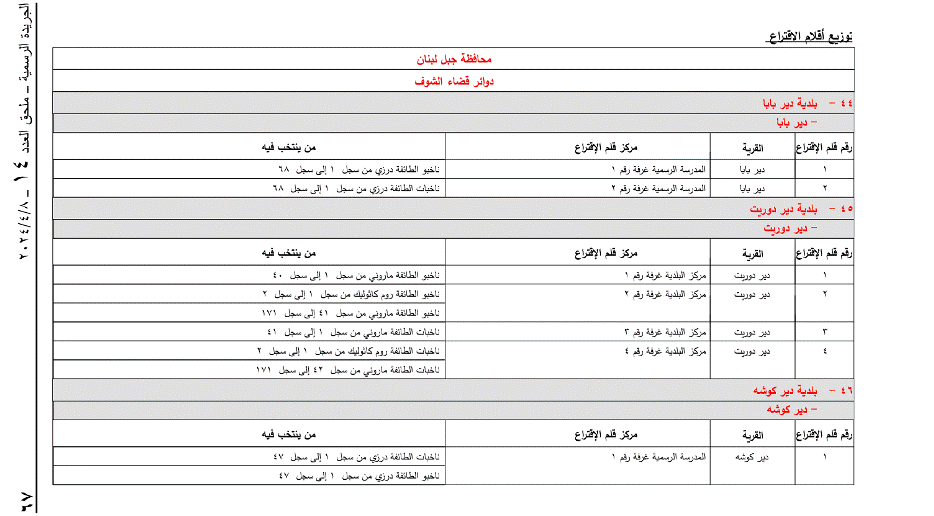 الجريدة الرسمية – ملحق العدد ١٤ – ٢٠٢٤/٤/٨
توزيع أقلام الاقتراع
محافظة جبل لبنان
دوائر قضاء الشوف
٤٤ - بلدية دير بابا
- دير بابا
رقم قلم الإقتراع القرية مركز قلم الإقتراع من ينتخب فيه
١ دير بابا المدرسة الرسمية غرفة رقم ١ ناخبو الطائفة درزي من سجل ١ إلى سجل ٦٨
٢ دير بابا المدرسة الرسمية غرفة رقم ٢ ناخبات الطائفة درزي من سجل ١ إلى سجل ٦٨
٤٥ - بلدية دير دوريت
- دير دوريت
رقم قلم الإقتراع القرية مركز قلم الإقتراع من ينتخب فيه
١ دير دوريت مركز البلدية غرفة رقم ١ ناخبو الطائفة ماروني من سجل ١ إلى سجل ٤٠
٢ دير دوريت مركز البلدية غرفة رقم ٢ ناخبو الطائفة روم كاثوليك من سجل ١ إلى سجل ٢
ناخبو الطائفة ماروني من سجل ٤١ إلى سجل ١٧١
٣ دير دوريت مركز البلدية غرفة رقم ٣ ناخبات الطائفة ماروني من سجل ١ إلى سجل ٤١
٤ دير دوريت مركز البلدية غرفة رقم ٤ ناخبات الطائفة روم كاثوليك من سجل ١ إلى سجل ٢
ناخبات الطائفة ماروني من سجل ٤٢ إلى سجل ١٧١
٤٦ - بلدية دير كوشه
- دير كوشه
رقم قلم الإقتراع القرية مركز قلم الإقتراع من ينتخب فيه
١ دير كوشه المدرسة الرسمية غرفة رقم ١ ناخبات الطائفة درزي من سجل ١ إلى سجل ٤٧
ناخبو الطائفة درزي من سجل ١ إلى سجل ٤٧
٦٧